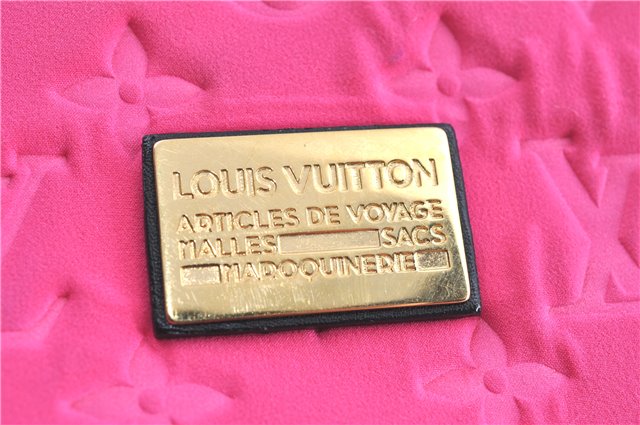 LOUIS VUITTON
ARTICLES DE VOYAGE
MALLES SACS
MAROQUINERIE